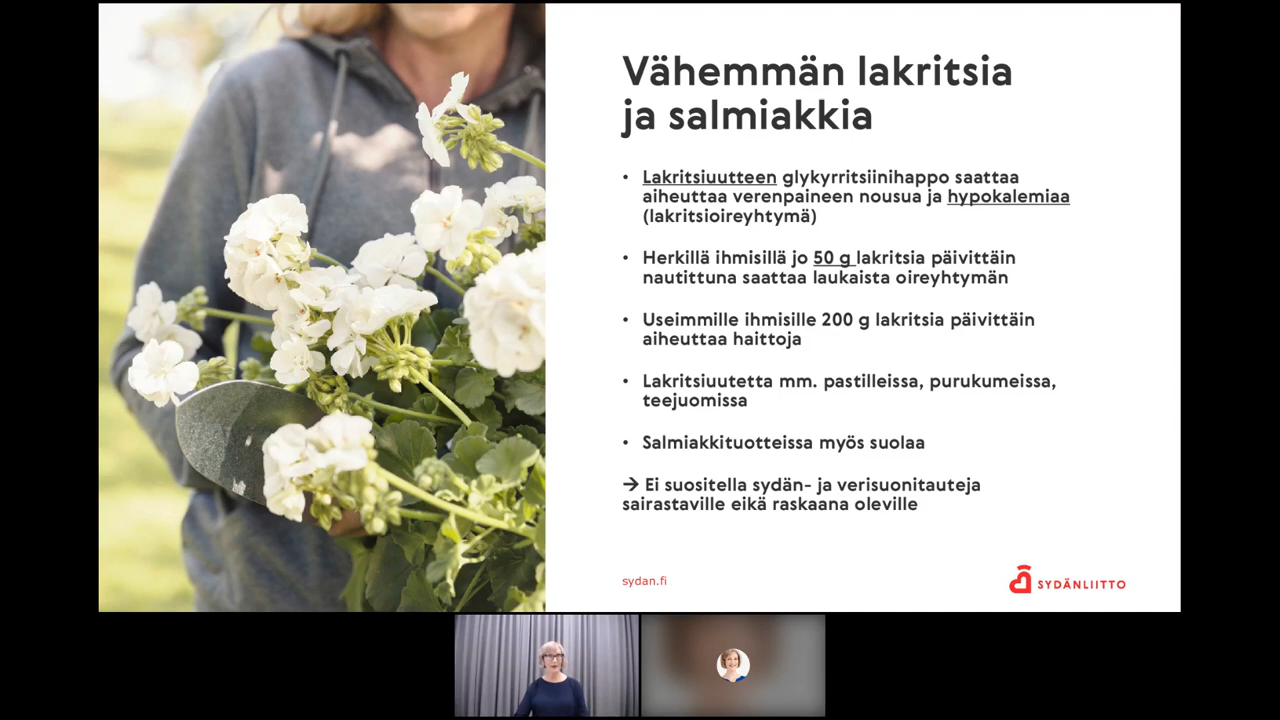 Vähemmän lakritsia
ja salmiakkia
• Lakritsiuutteen glykyrritsiinihappo saattaa
aiheuttaa verenpaineen nousua ja hypokalemiaa
(lakritsioireyhtymä)
• Herkillä ihmisillä jo 50 g lakritsia päivittäin
nautittuna saattaa laukaista oireyhtymän
• Useimmille ihmisille 200 g lakritsia päivittäin
aiheuttaa haittoja
• Lakritsiuutetta mm. pastilleissa, purukumeissa,
teejuomissa
• Salmiakkituotteissa myös suolaa
→ Ei suositella sydän- ja verisuonitauteja
sairastaville eikä raskaana oleville
sydan.fi
SYDÄNLIITTO